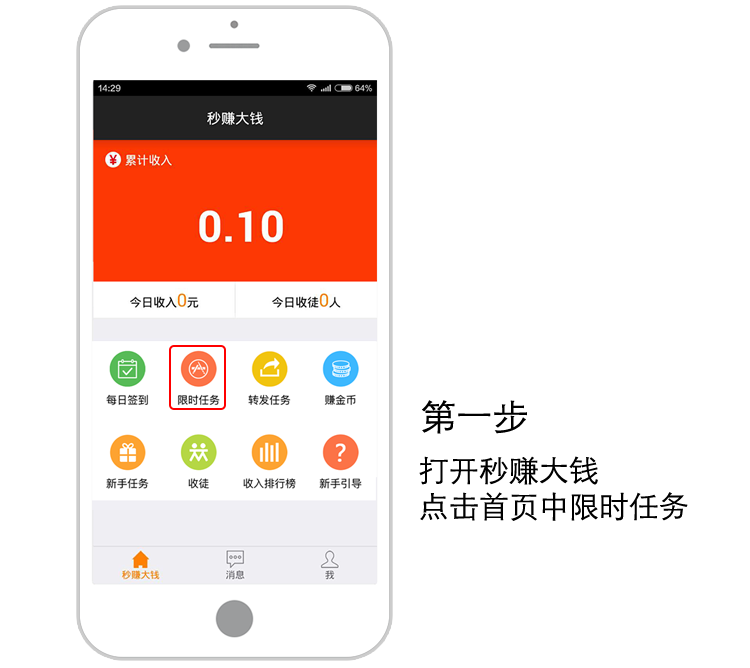 14:29
64%
秒赚大钱
¥ 累计收入
0.10
今日收入0元
今日收徒0人
每日签到
限时任务
转发任务
赚金币
新手任务
收徒
收入排行榜
?
新手引导
秒赚大钱
消息
我
第一步
打开秒赚大钱
点击首页中限时任务